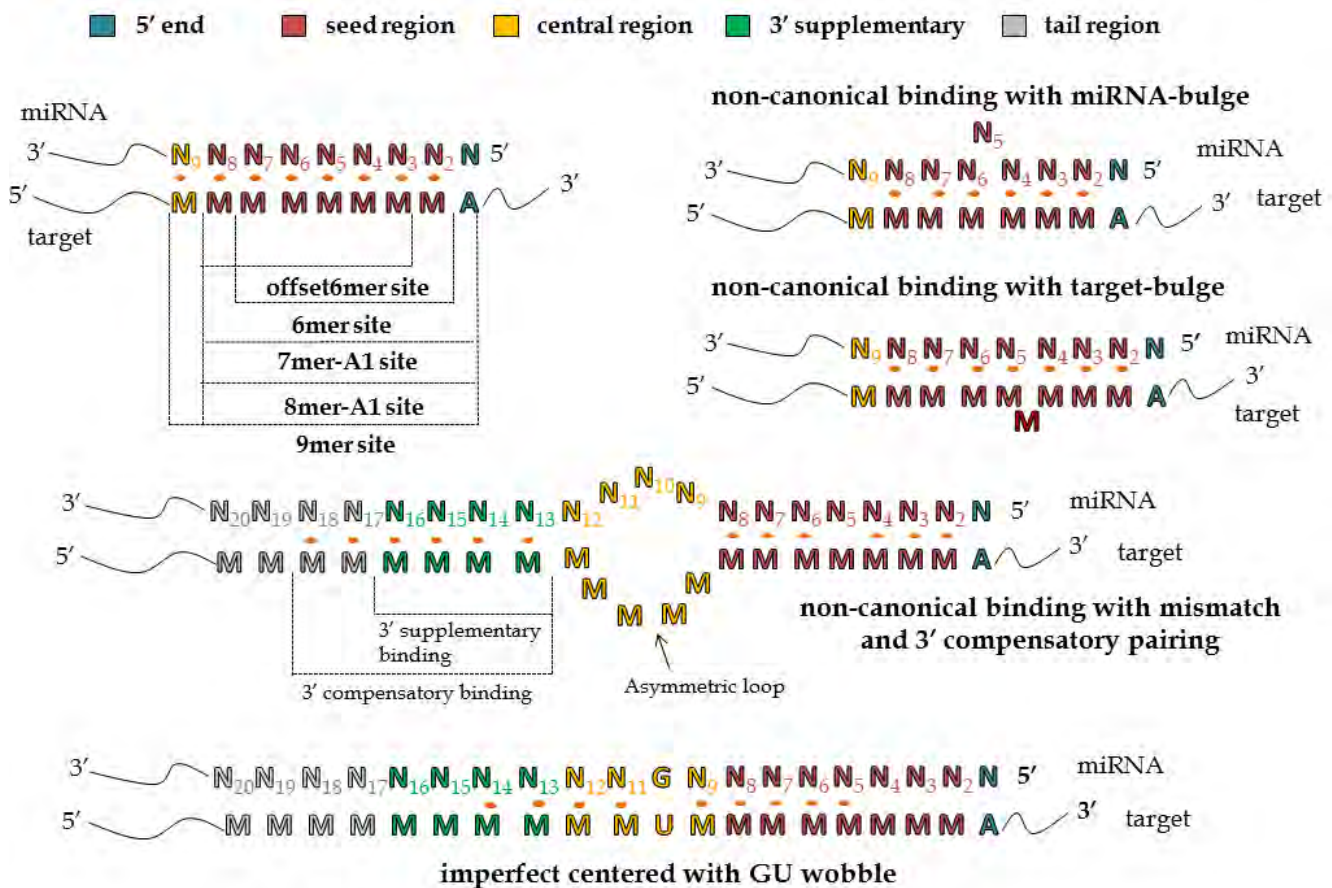 5′ end seed region central region 3′ supplementary tail region
miRNA
3′ N9 N8 N7 N6 N5 N4 N3 N2 N 5′
5′ M M M M M M M M A 3′
target
offset6mer site
6mer site
7mer-A1 site
8mer-A1 site
9mer site
non-canonical binding with miRNA-bulge
N5
3′ N9 N8 N7 N6 N4 N3 N2 N 5′ miRNA
5′ M M M M M M M A 3′ target
non-canonical binding with target-bulge
3′ N9 N8 N7 N6 N5 N4 N3 N2 N 5′ miRNA
5′ M M M M M M M M A 3′ target
M
3′ N20 N19 N18 N17 N16 N15 N14 N13 N12 N11 N10 N9 N8 N7 N6 N5 N4 N3 N2 N 5′ miRNA
5′ M M M M M M M M M M M M M M M M M M M M A 3′ target
3′ supplementary
binding
3′ compensatory binding
Asymmetric loop
non-canonical binding with mismatch
and 3′ compensatory pairing
3′ N20 N19 N18 N17 N16 N15 N14 N13 N12 N11 G N9 N8 N7 N6 N5 N4 N3 N2 N 5′ miRNA
5′ M M M M M M M M M M U M M M M M M M M A 3′ target
imperfect centered with GU wobble